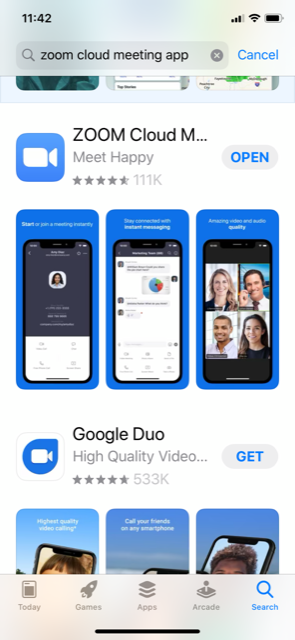 11:42
zoom cloud meeting app
Cancel
Top Stories
ZOOM Cloud M...
Meet Happy
OPEN
111K
Start or join a meeting instantly
Stay connected with
instant messaging
Amazing video and audio
quality
Google Duo
High Quality Video...
GET
533K
Highest quality
video calling*
Call your friends
on any smartphone
Today
Games
Apps
Arcade
Search